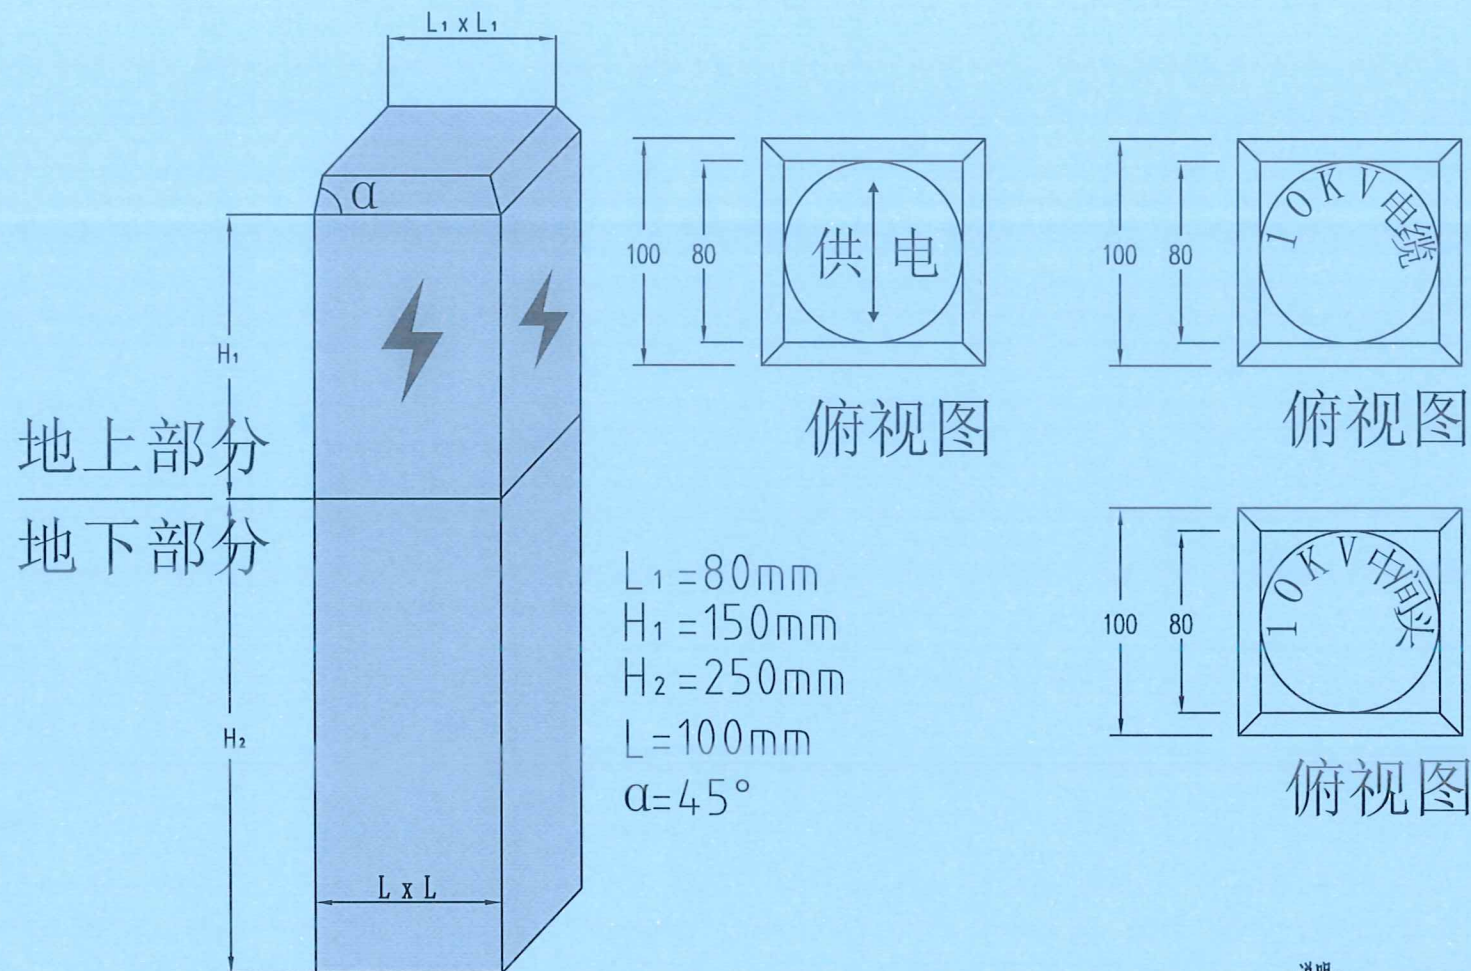 L₁ x L₁
α
H₁
地上部分
地下部分
H₂
L x L
100
80
供电
俯视图
100
80
10KV电缆
俯视图
100
80
10KV中间头
俯视图
L₁=80mm
H₁=150mm
H₂=250mm
L=100mm
α=45°
说明